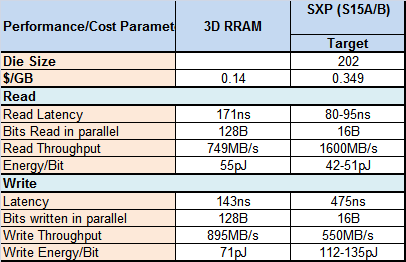 Performance/Cost Paramete 3D RRAM SXP (S15A/B)
Target
Die Size 202
$/GB 0.14 0.349
Read
Read Latency 171ns 80-95ns
Bits Read in parallel 128B 16B
Read Throughput 749MB/s 1600MB/s
Energy/Bit 55pJ 42-51pJ
Write
Latency 143ns 475ns
Bits written in parallel 128B 16B
Write Throughput 895MB/s 550MB/s
Write Energy/Bit 71pJ 112-135pJ